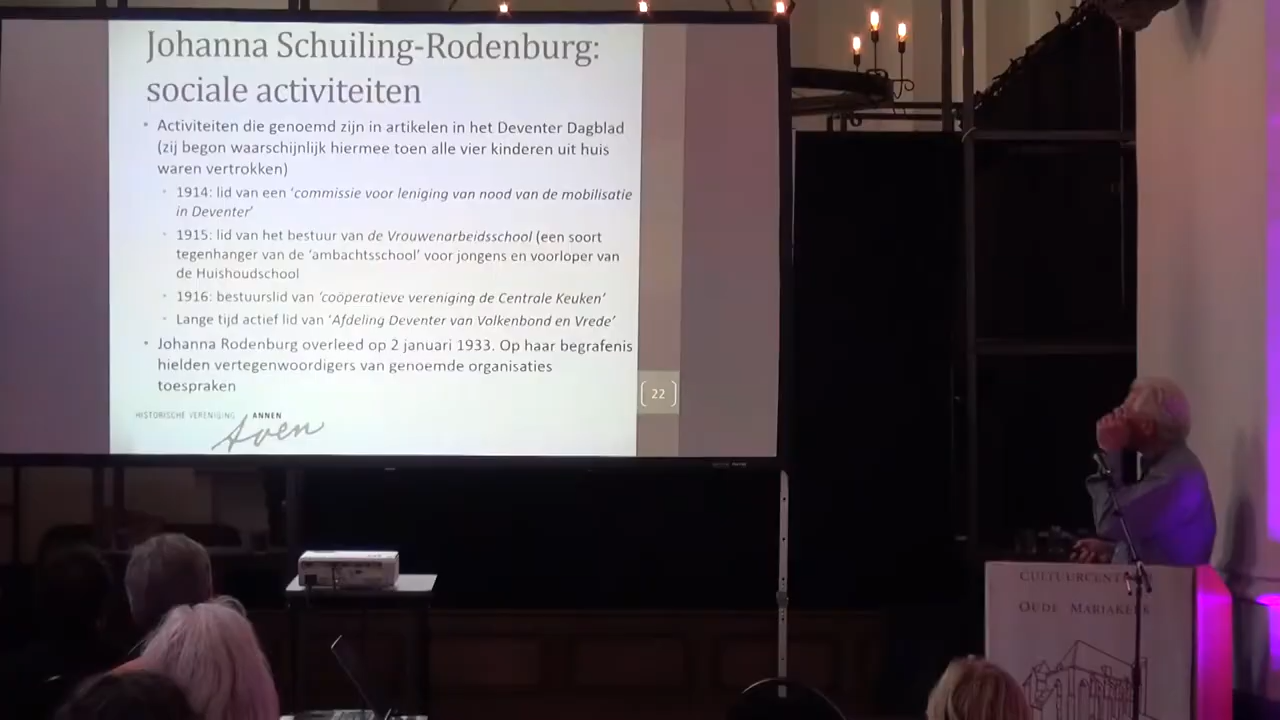 Johanna Schuiling-Rodenburg:
sociale activiteiten
• Activiteiten die genoemd zijn in artikelen in het Deventer Dagblad
(zij begon waarschijnlijk hiermee toen alle vier kinderen uit huis
waren vertrokken)
• 1914: lid van een ‘commissie voor leniging van nood van de mobilisatie
in Deventer’
• 1915: lid van het bestuur van de Vrouwenarbeidsschool (een soort
tegenhanger van de ‘ambachtsschool’ voor jongens en voorloper van
de Huishoudschool
• 1916: bestuurslid van ‘coöperatieve vereniging de Centrale Keuken’
• Lange tijd actief lid van ‘Afdeling Deventer van Volkenbond en Vrede’
• Johanna Rodenburg overleed op 2 januari 1933. Op haar begrafenis
hielden vertegenwoordigers van genoemde organisaties
toespraken
22
HISTORISCHE VERENIGING ANNEN
Aven
CULTUURCENT
OUDE MARIAKERK